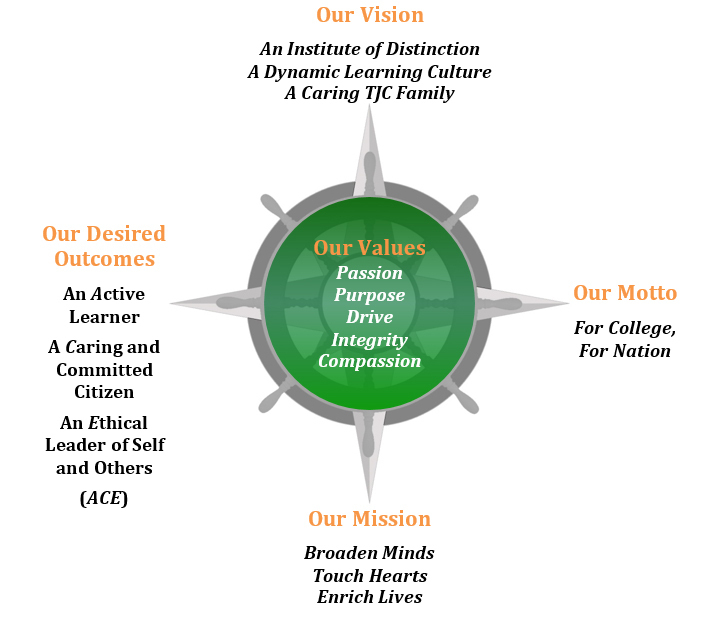 Our Vision
An Institute of Distinction
A Dynamic Learning Culture
A Caring TJC Family
Our Desired
Outcomes
An Active
Learner
A Caring and
Committed
Citizen
An Ethical
Leader of Self
and Others
(ACE)
Our Values
Passion
Purpose
Drive
Integrity
Compassion
Our Motto
For College,
For Nation
Our Mission
Broaden Minds
Touch Hearts
Enrich Lives